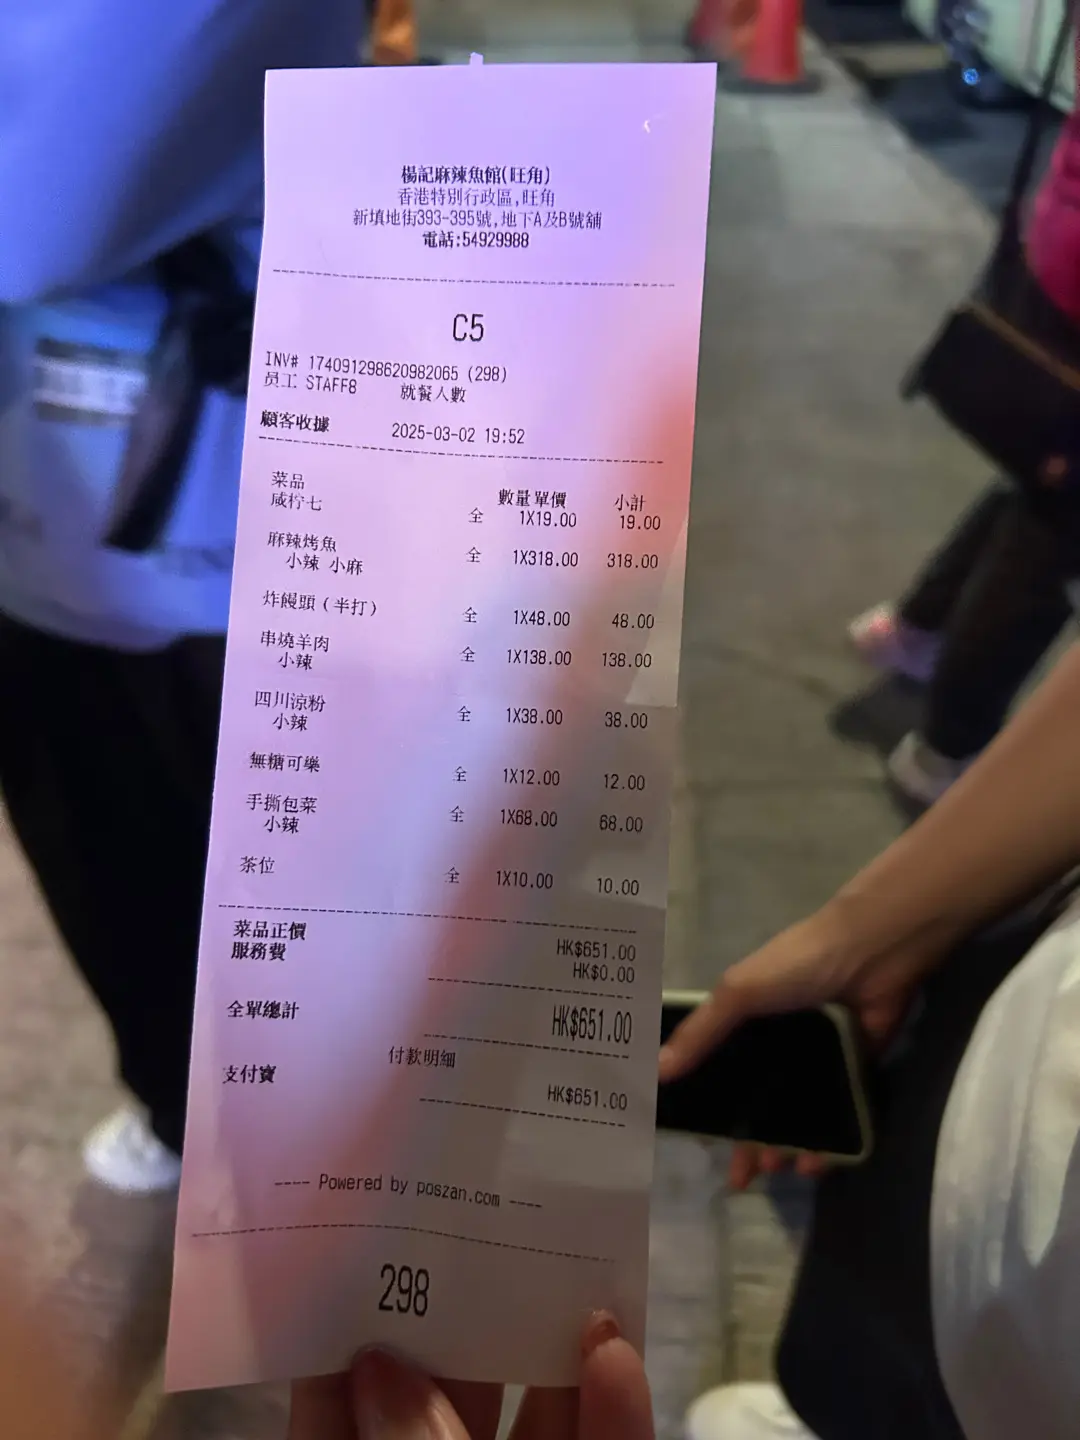 楊記麻辣魚館(旺角)
香港特別行政區,旺角
新填地街393-395號,地下A及B號舖
電話:54929988
C5
INV# 174091298620982065 (298)
员工 STAFF8 就餐人數
顧客收據 2025-03-02 19:52
菜品 數量單價 小計
咸柠七 全 1X19.00 19.00
麻辣烤魚 全 1X318.00 318.00
小辣 小麻
炸饅頭(半打) 全 1X48.00 48.00
串燒羊肉 全 1X138.00 138.00
小辣
四川涼粉 全 1X38.00 38.00
小辣
無糖可樂 全 1X12.00 12.00
手撕包菜 全 1X68.00 68.00
小辣
茶位 全 1X10.00 10.00
菜品正價 HK$651.00
服務費 HK$0.00
全單總計 HK$651.00
付款明細
支付寶 HK$651.00
---- Powered by poszan.com ----
298